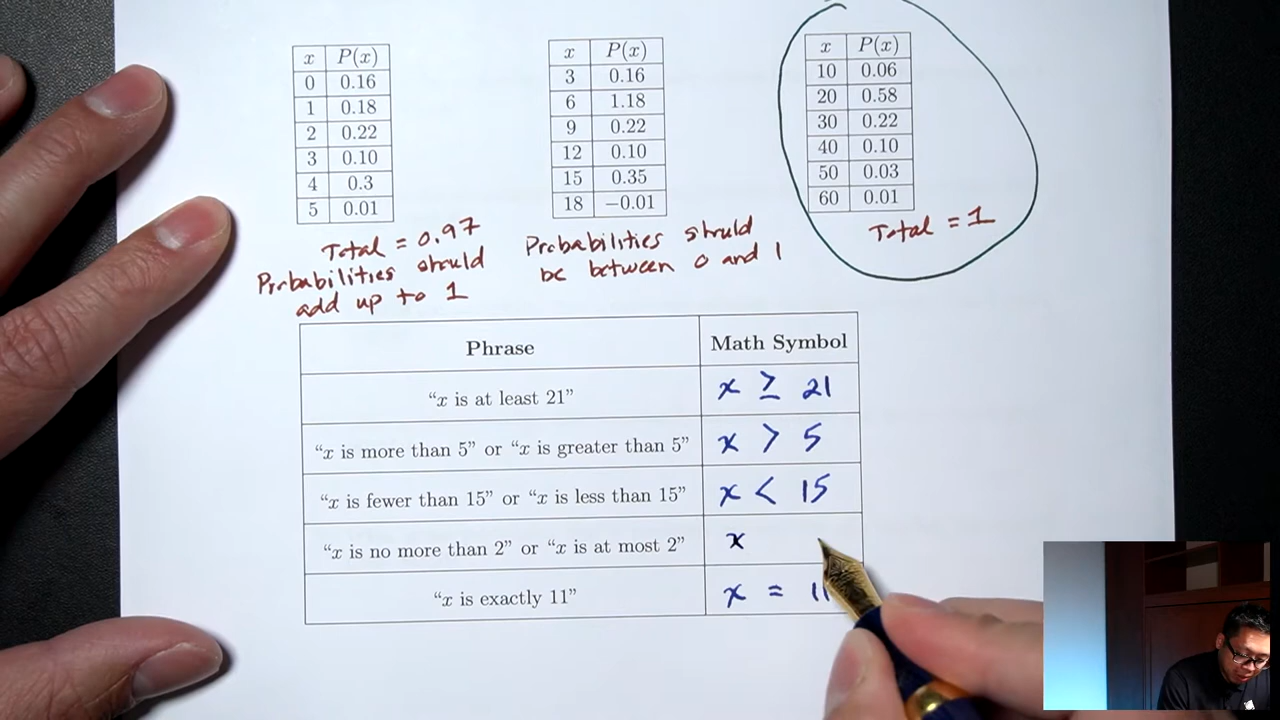 x P(x)
0 0.16
1 0.18
2 0.22
3 0.10
4 0.3
5 0.01
Total = 0.97
Probabilities should
add up to 1
x P(x)
3 0.16
6 1.18
9 0.22
12 0.10
15 0.35
18 −0.01
Probabilities should
be between 0 and 1
x P(x)
10 0.06
20 0.58
30 0.22
40 0.10
50 0.03
60 0.01
Total = 1
Phrase Math Symbol
“x is at least 21” x ≥ 21
“x is more than 5” or “x is greater than 5” x > 5
“x is fewer than 15” or “x is less than 15” x < 15
“x is no more than 2” or “x is at most 2” x
“x is exactly 11” x = 11